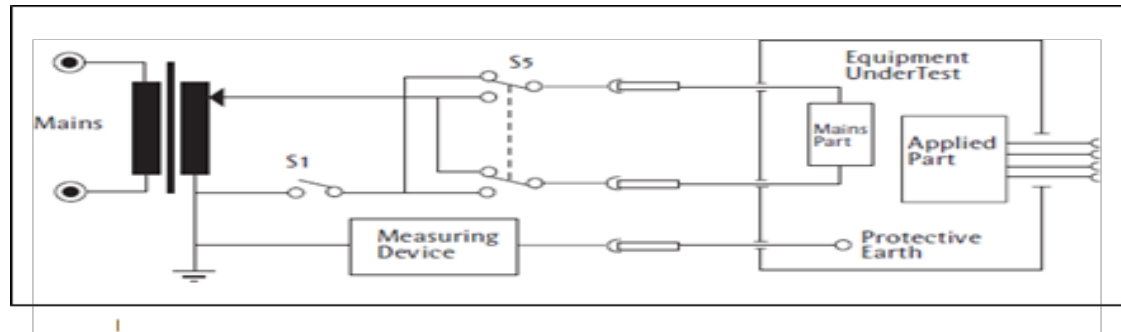 S5
Equipment
UnderTest
Mains
Mains
Part
Applied
Part
S1
Measuring
Device
Protective
Earth